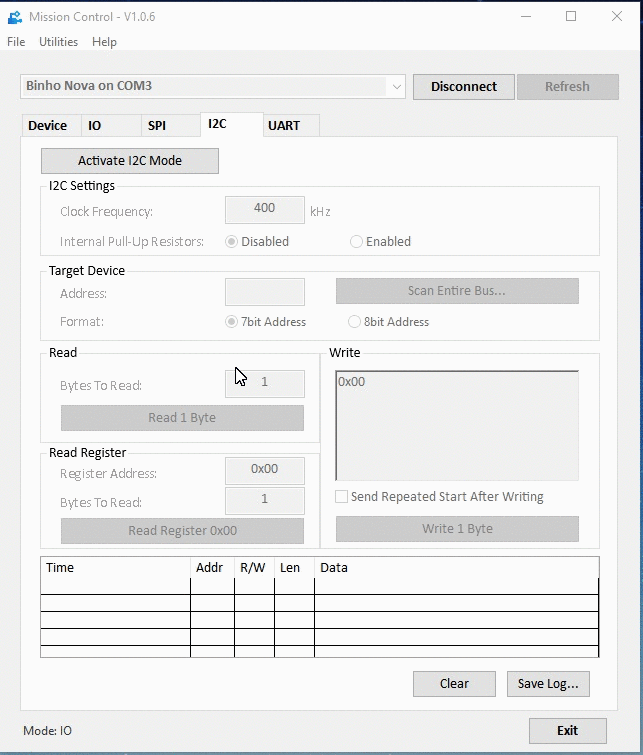 Mission Control - V1.0.6
File Utilities Help
Binho Nova on COM3 Disconnect Refresh
Device IO SPI I2C UART
Activate I2C Mode
I2C Settings
Clock Frequency: 400 kHz
Internal Pull-Up Resistors: Disabled Enabled
Target Device
Address: Scan Entire Bus...
Format: 7bit Address 8bit Address
Read
Bytes To Read: 1
Read 1 Byte
Write
0x00
Send Repeated Start After Writing
Write 1 Byte
Read Register
Register Address: 0x00
Bytes To Read: 1
Read Register 0x00
Time Addr R/W Len Data
Clear Save Log...
Mode: IO Exit